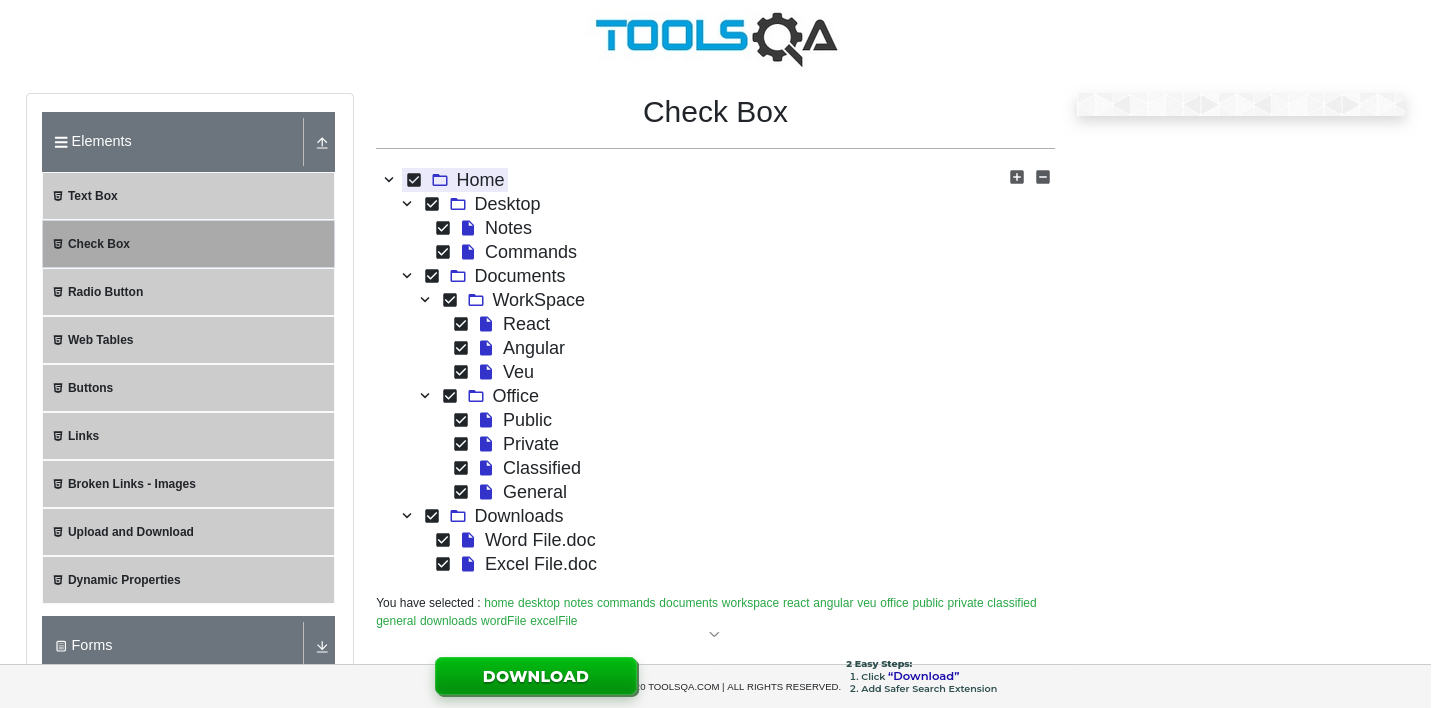 TOOLSQA
Check Box
Elements
Text Box
Check Box
Radio Button
Web Tables
Buttons
Links
Broken Links - Images
Upload and Download
Dynamic Properties
Forms
Home
Desktop
Notes
Commands
Documents
WorkSpace
React
Angular
Veu
Office
Public
Private
Classified
General
Downloads
Word File.doc
Excel File.doc
You have selected : home desktop notes commands documents workspace react angular veu office public private classified
general downloads wordFile excelFile
DOWNLOAD
TOOLSQA.COM | ALL RIGHTS RESERVED.
2 Easy Steps:
1. Click “Download”
2. Add Safer Search Extension